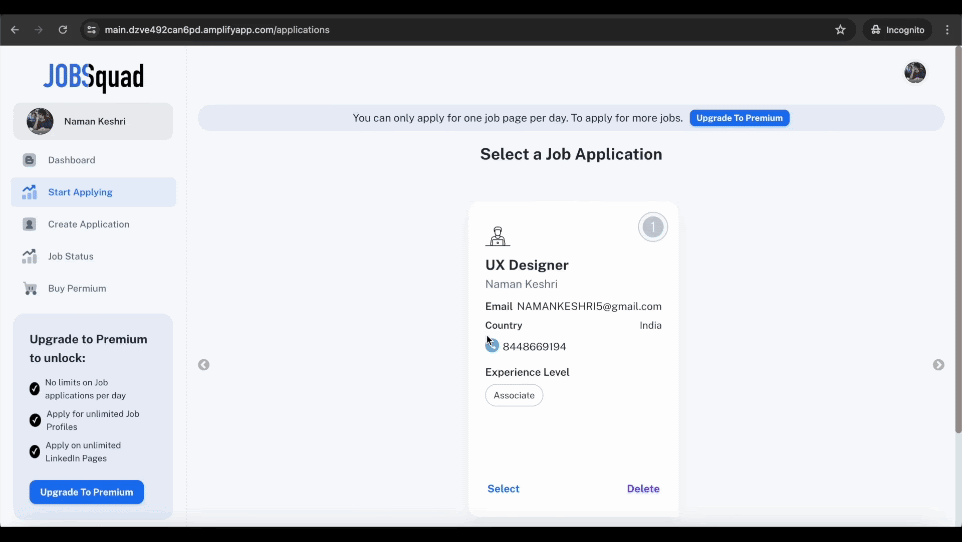 main.dzve492can6pd.amplifyapp.com/applications
Incognito
JOBSquad
Naman Keshri
Dashboard
Start Applying
Create Application
Job Status
Buy Permium
Upgrade to Premium
to unlock:
No limits on Job
applications per day
Apply for unlimited Job
Profiles
Apply on unlimited
LinkedIn Pages
Upgrade To Premium
You can only apply for one job page per day. To apply for more jobs. Upgrade To Premium
Select a Job Application
1
UX Designer
Naman Keshri
Email NAMANKESHRI5@gmail.com
Country India
8448669194
Experience Level
Associate
Select Delete